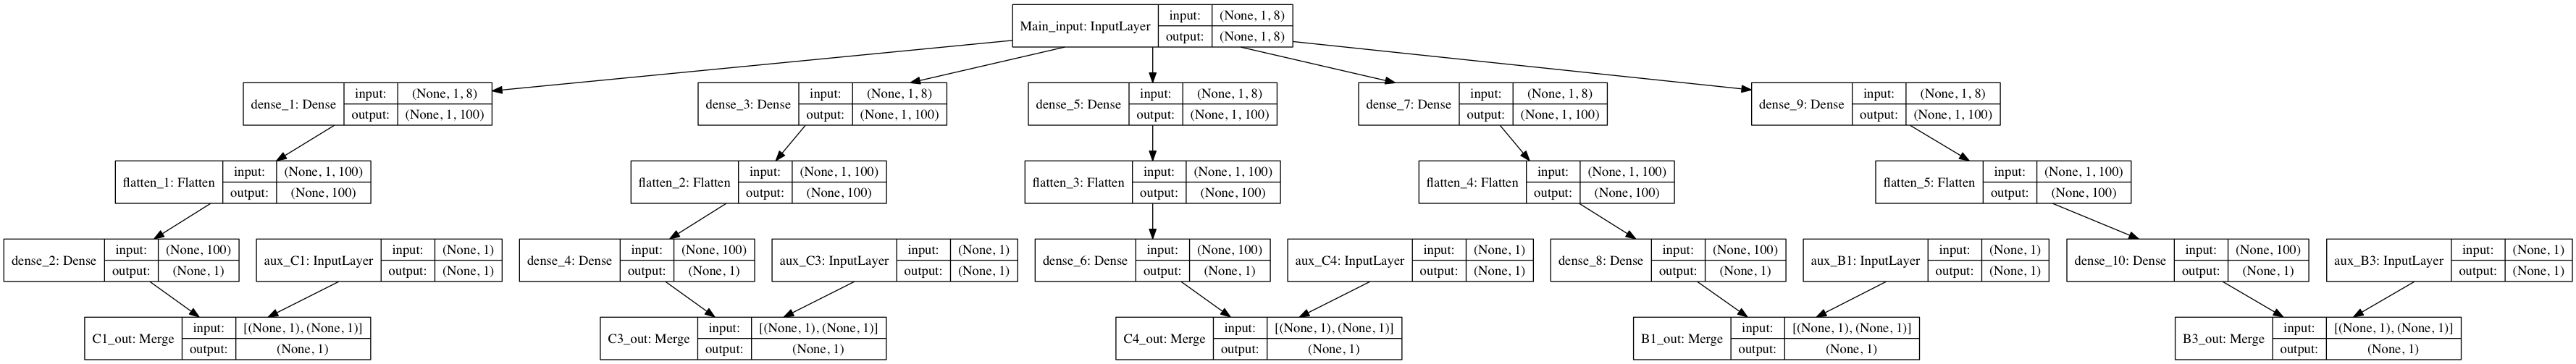 Main_input: InputLayer
input: (None, 1, 8)
output: (None, 1, 8)
dense_1: Dense
input: (None, 1, 8)
output: (None, 1, 100)
dense_3: Dense
input: (None, 1, 8)
output: (None, 1, 100)
dense_5: Dense
input: (None, 1, 8)
output: (None, 1, 100)
dense_7: Dense
input: (None, 1, 8)
output: (None, 1, 100)
dense_9: Dense
input: (None, 1, 8)
output: (None, 1, 100)
flatten_1: Flatten
input: (None, 1, 100)
output: (None, 100)
flatten_2: Flatten
input: (None, 1, 100)
output: (None, 100)
flatten_3: Flatten
input: (None, 1, 100)
output: (None, 100)
flatten_4: Flatten
input: (None, 1, 100)
output: (None, 100)
flatten_5: Flatten
input: (None, 1, 100)
output: (None, 100)
dense_2: Dense
input: (None, 100)
output: (None, 1)
aux_C1: InputLayer
input: (None, 1)
output: (None, 1)
dense_4: Dense
input: (None, 100)
output: (None, 1)
aux_C3: InputLayer
input: (None, 1)
output: (None, 1)
dense_6: Dense
input: (None, 100)
output: (None, 1)
aux_C4: InputLayer
input: (None, 1)
output: (None, 1)
dense_8: Dense
input: (None, 100)
output: (None, 1)
aux_B1: InputLayer
input: (None, 1)
output: (None, 1)
dense_10: Dense
input: (None, 100)
output: (None, 1)
aux_B3: InputLayer
input: (None, 1)
output: (None, 1)
C1_out: Merge
input: [(None, 1), (None, 1)]
output: (None, 1)
C3_out: Merge
input: [(None, 1), (None, 1)]
output: (None, 1)
C4_out: Merge
input: [(None, 1), (None, 1)]
output: (None, 1)
B1_out: Merge
input: [(None, 1), (None, 1)]
output: (None, 1)
B3_out: Merge
input: [(None, 1), (None, 1)]
output: (None, 1)